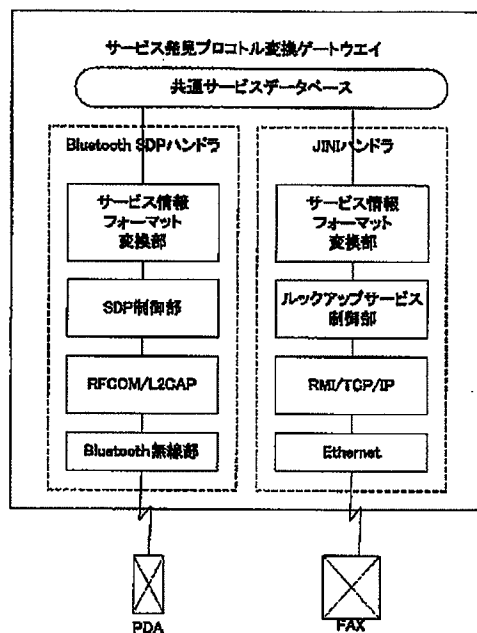 サービス発見プロコトル変換ゲートウエイ
共通サービスデータベース
Bluetooth SDPハンドラ
サービス情報
フォーマット
変換部
SDP制御部
RFCOM/L2CAP
Bluetooth無線部
JINIハンドラ
サービス情報
フォーマット
変換部
ルックアップサービス
制御部
RMI/TCP/IP
Ethernet
PDA
FAX